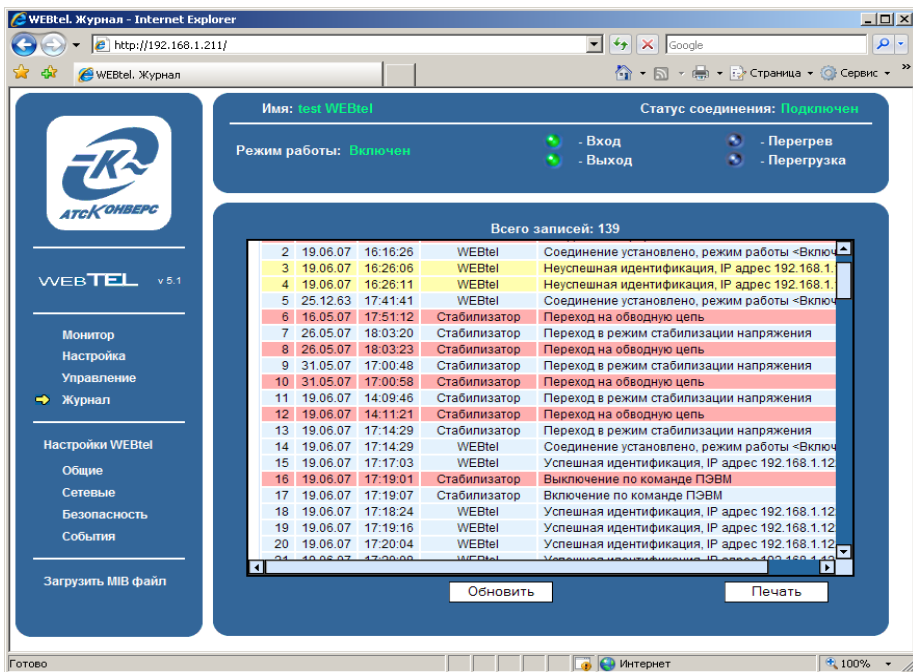 WEBtel. Журнал - Internet Explorer
http://192.168.1.211/
Google
WEBtel. Журнал
Страница
Сервис
»
Имя: test WEBtel
Статус соединения: Подключен
Режим работы: Включен
- Вход
- Выход
- Перегрев
- Перегрузка
АТСКОНВЕРС
WEBTEL v 5.1
Монитор
Настройка
Управление
Журнал
Настройки WEBtel
Общие
Сетевые
Безопасность
События
Загрузить MIB файл
Всего записей: 139
2 19.06.07 16:16:26 WEBtel Соединение установлено, режим работы <Включ
3 19.06.07 16:26:06 WEBtel Неуспешная идентификация, IP адрес 192.168.1.
4 19.06.07 16:26:11 WEBtel Неуспешная идентификация, IP адрес 192.168.1.
5 25.12.63 17:41:41 WEBtel Соединение установлено, режим работы <Включ
6 16.05.07 17:51:12 Стабилизатор Переход на обводную цепь
7 26.05.07 18:03:20 Стабилизатор Переход в режим стабилизации напряжения
8 26.05.07 18:03:23 Стабилизатор Переход на обводную цепь
9 31.05.07 17:00:48 Стабилизатор Переход в режим стабилизации напряжения
10 31.05.07 17:00:58 Стабилизатор Переход на обводную цепь
11 19.06.07 14:09:46 Стабилизатор Переход в режим стабилизации напряжения
12 19.06.07 14:11:21 Стабилизатор Переход на обводную цепь
13 19.06.07 17:14:29 Стабилизатор Переход в режим стабилизации напряжения
14 19.06.07 17:14:29 WEBtel Соединение установлено, режим работы <Включ
15 19.06.07 17:17:03 WEBtel Успешная идентификация, IP адрес 192.168.1.12
16 19.06.07 17:19:01 Стабилизатор Выключение по команде ПЭВМ
17 19.06.07 17:19:07 Стабилизатор Включение по команде ПЭВМ
18 19.06.07 17:18:24 WEBtel Успешная идентификация, IP адрес 192.168.1.12
19 19.06.07 17:19:16 WEBtel Успешная идентификация, IP адрес 192.168.1.12
20 19.06.07 17:20:04 WEBtel Успешная идентификация, IP адрес 192.168.1.12
Обновить
Печать
Готово
Интернет
100%